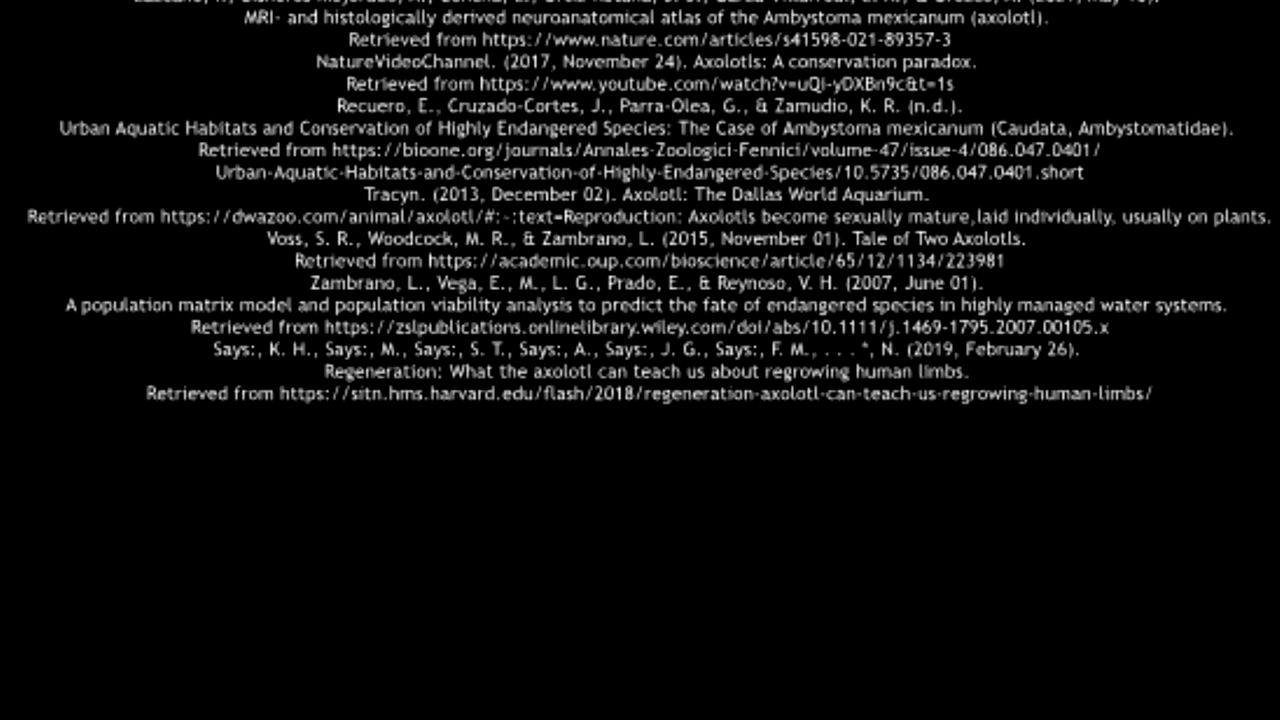 MRI- and histologically derived neuroanatomical atlas of the Ambystoma mexicanum (axolotl).
Retrieved from https://www.nature.com/articles/s41598-021-89357-3
NatureVideoChannel. (2017, November 24). Axolotls: A conservation paradox.
Retrieved from https://www.youtube.com/watch?v=uQi-yDXBn9c&t=1s
Recuero, E., Cruzado-Cortes, J., Parra-Olea, G., & Zamudio, K. R. (n.d.).
Urban Aquatic Habitats and Conservation of Highly Endangered Species: The Case of Ambystoma mexicanum (Caudata, Ambystomatidae).
Retrieved from https://bioone.org/journals/Annales-Zoologici-Fennici/volume-47/issue-4/086.047.0401/
Urban-Aquatic-Habitats-and-Conservation-of-Highly-Endangered-Species/10.5735/086.047.0401.short
Tracyn. (2013, December 02). Axolotl: The Dallas World Aquarium.
Retrieved from https://dwazoo.com/animal/axolotl/#:~:text=Reproduction: Axolotls become sexually mature,laid individually, usually on plants.
Voss, S. R., Woodcock, M. R., & Zambrano, L. (2015, November 01). Tale of Two Axolotls.
Retrieved from https://academic.oup.com/bioscience/article/65/12/1134/223981
Zambrano, L., Vega, E., M., L. G., Prado, E., & Reynoso, V. H. (2007, June 01).
A population matrix model and population viability analysis to predict the fate of endangered species in highly managed water systems.
Retrieved from https://zslpublications.onlinelibrary.wiley.com/doi/abs/10.1111/j.1469-1795.2007.00105.x
Says:, K. H., Says:, M., Says:, S. T., Says:, A., Says:, J. G., Says:, F. M., . . . *, N. (2019, February 26).
Regeneration: What the axolotl can teach us about regrowing human limbs.
Retrieved from https://sitn.hms.harvard.edu/flash/2018/regeneration-axolotl-can-teach-us-regrowing-human-limbs/